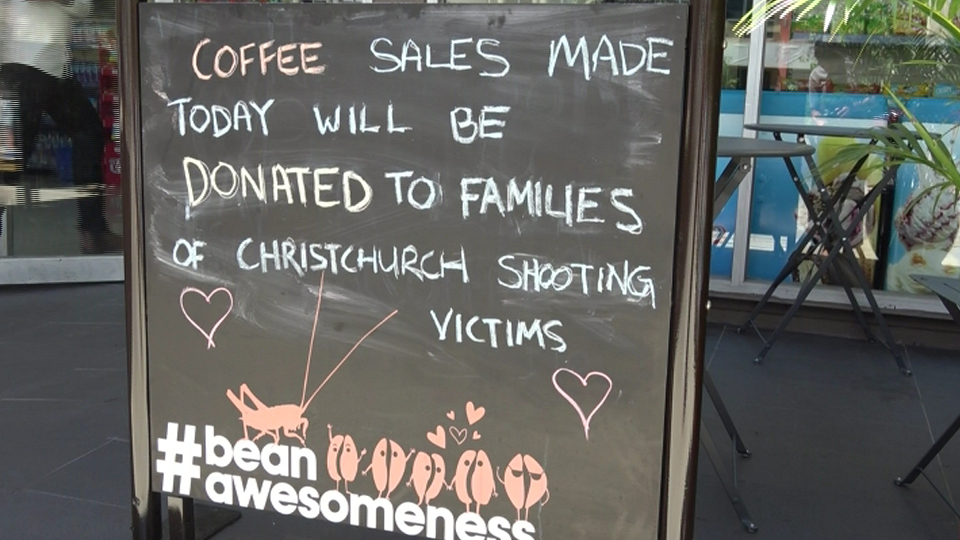 COFFEE SALES MADE
TODAY WILL BE
DONATED TO FAMILIES
OF CHRISTCHURCH SHOOTING
VICTIMS
#bean
awesomeness